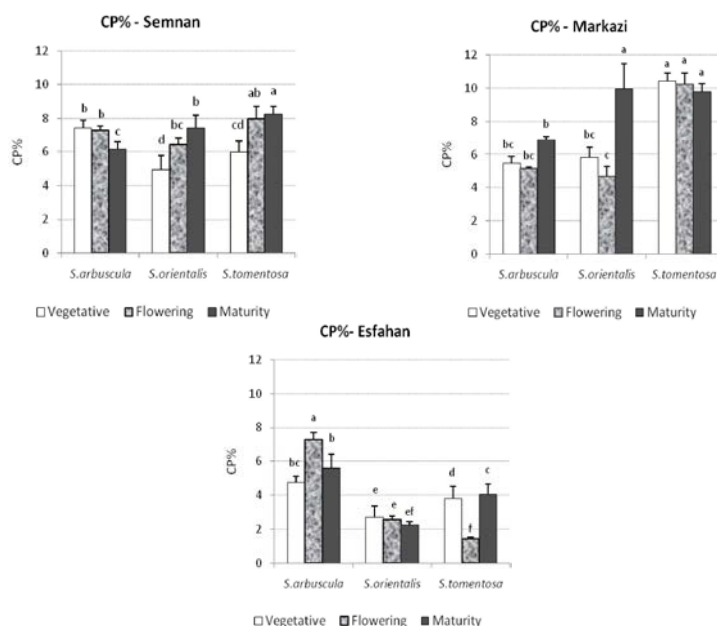 CP% - Semnan
12
10
8
6
4
2
0
CP%
b b c
d bc b
cd ab a
S.arbuscula S.orientalis S.tomentosa
Vegetative Flowering Maturity
CP% - Markazi
12
10
8
6
4
2
0
CP%
bc bc b
bc c a
a a a
S.arbuscula S.orientalis S.tomentosa
Vegetative Flowering Maturity
CP%- Esfahan
12
10
8
6
4
2
0
CP%
bc a b
e e ef
d f c
S.arbuscula S.orientalis S.tomentosa
Vegetative Flowering Maturity